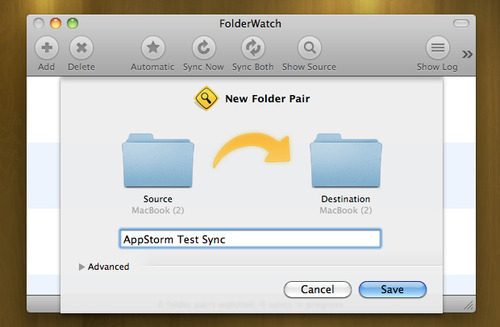 FolderWatch
Add Delete Automatic Sync Now Sync Both Show Source Show Log
New Folder Pair
Source Destination
MacBook (2) MacBook (2)
AppStorm Test Sync
Advanced
Cancel Save